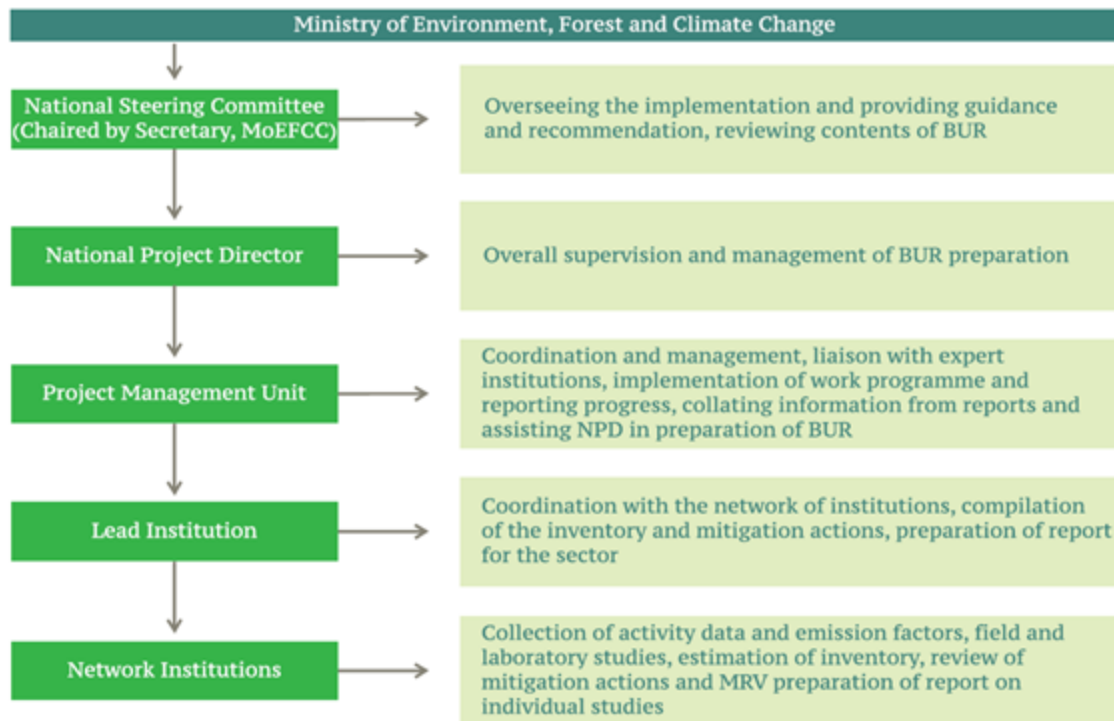 Ministry of Environment, Forest and Climate Change
National Steering Committee
(Chaired by Secretary, MoEFCC)
Overseeing the implementation and providing guidance
and recommendation, reviewing contents of BUR
National Project Director
Overall supervision and management of BUR preparation
Project Management Unit
Coordination and management, liaison with expert
institutions, implementation of work programme and
reporting progress, collating information from reports and
assisting NPD in preparation of BUR
Lead Institution
Coordination with the network of institutions, compilation
of the inventory and mitigation actions, preparation of report
for the sector
Network Institutions
Collection of activity data and emission factors, field and
laboratory studies, estimation of inventory, review of
mitigation actions and MRV preparation of report on
individual studies